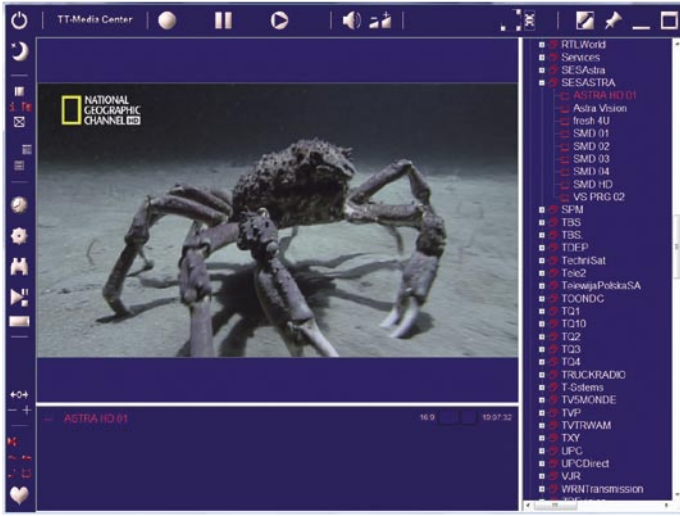 TT-Media Center
NATIONAL
GEOGRAPHIC
CHANNEL HD
RTLWorld
Services
SESAstra
SESASTRA
ASTRA HD 01
Astra Vision
fresh 4U
SMD 01
SMD 02
SMD 03
SMD 04
SMD HD
VS PRG 02
SPM
TBS
TBS.
TDEP
TechniSat
Tele2
TelewijaPolskaSA
TOONDC
TQ1
TQ10
TQ2
TQ3
TQ4
TRUCKRADIO
T-Sstems
TV5MONDE
TVP
TVTRWAM
TXY
UPC
UPCDirect
VJR
WRNTransmission
ASTRA HD 01
16:9
19:07:32